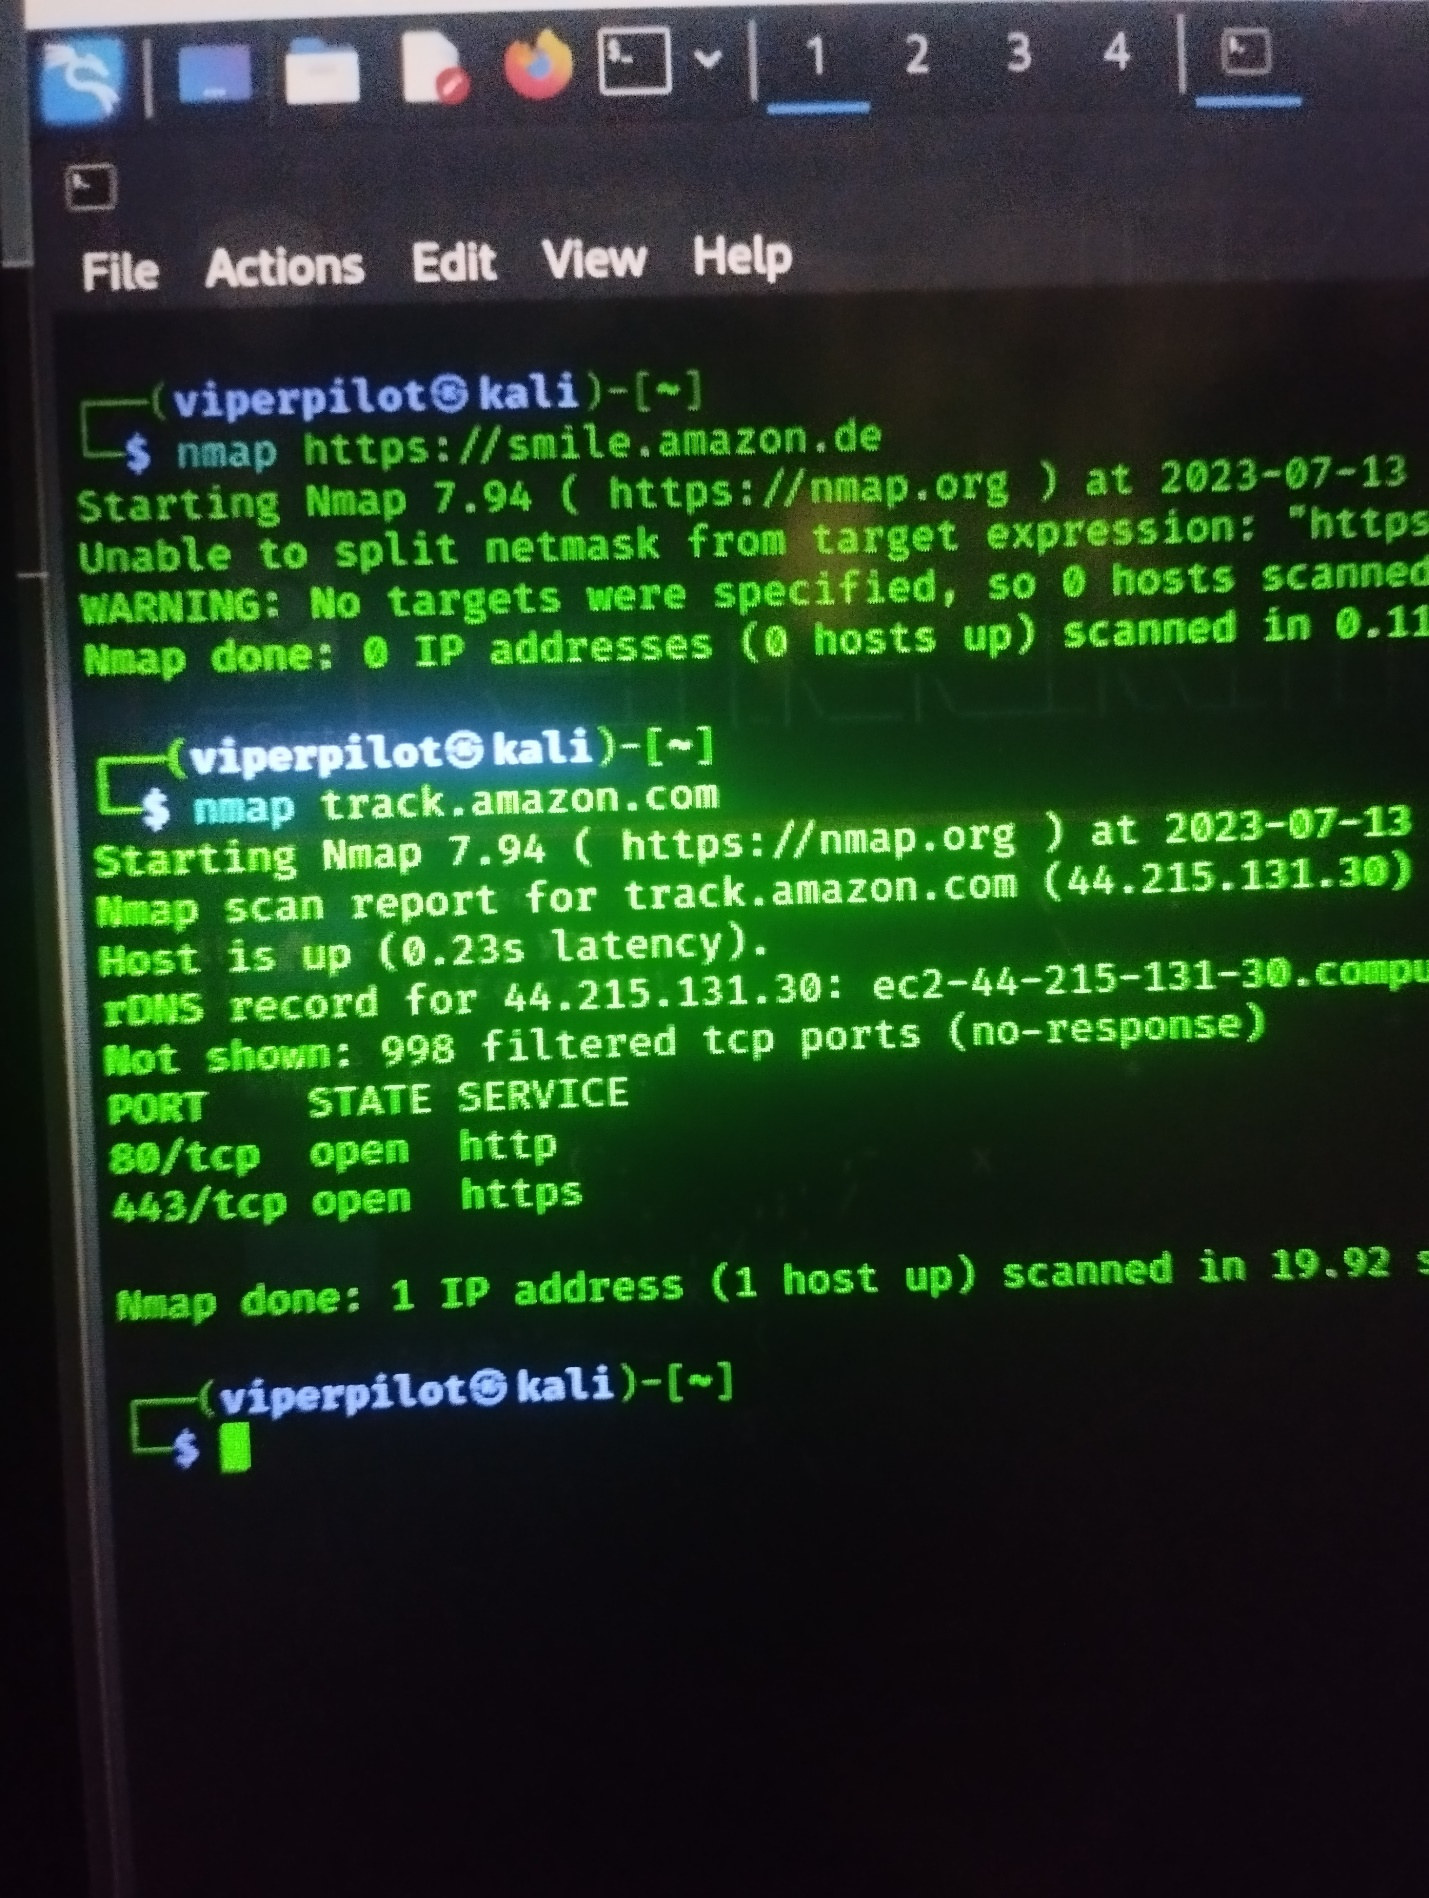 1 2 3 4
File Actions Edit View Help
┌──(viperpilot㉿kali)-[~]
└─$ nmap https://smile.amazon.de
Starting Nmap 7.94 ( https://nmap.org ) at 2023-07-13
Unable to split netmask from target expression: "https
WARNING: No targets were specified, so 0 hosts scanned
Nmap done: 0 IP addresses (0 hosts up) scanned in 0.11
┌──(viperpilot㉿kali)-[~]
└─$ nmap track.amazon.com
Starting Nmap 7.94 ( https://nmap.org ) at 2023-07-13
Nmap scan report for track.amazon.com (44.215.131.30)
Host is up (0.23s latency).
rDNS record for 44.215.131.30: ec2-44-215-131-30.compu
Not shown: 998 filtered tcp ports (no-response)
PORT STATE SERVICE
80/tcp open http
443/tcp open https
Nmap done: 1 IP address (1 host up) scanned in 19.92 s
┌──(viperpilot㉿kali)-[~]
└─$